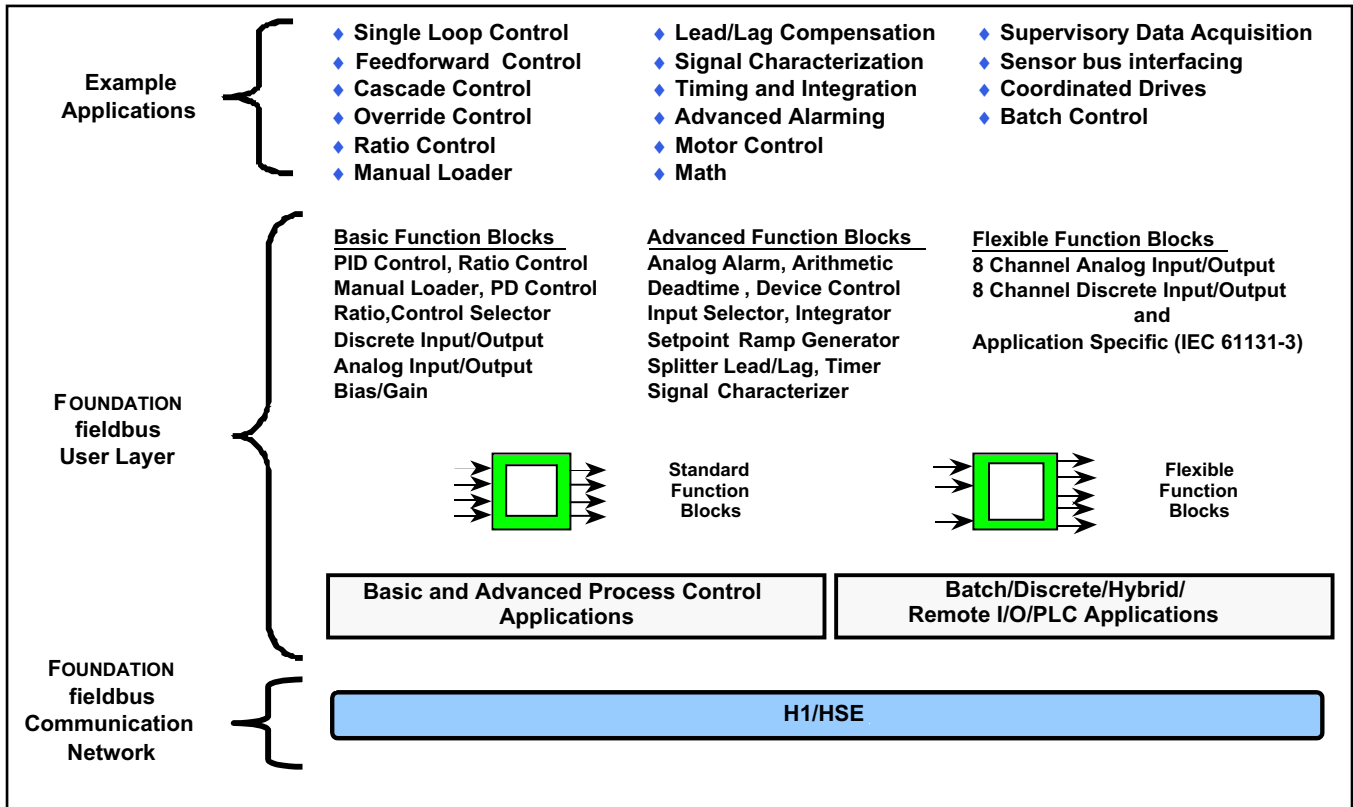 Example
Applications
♦ Single Loop Control
♦ Feedforward Control
♦ Cascade Control
♦ Override Control
♦ Ratio Control
♦ Manual Loader
♦ Lead/Lag Compensation
♦ Signal Characterization
♦ Timing and Integration
♦ Advanced Alarming
♦ Motor Control
♦ Math
♦ Supervisory Data Acquisition
♦ Sensor bus interfacing
♦ Coordinated Drives
♦ Batch Control
FOUNDATION
fieldbus
User Layer
Basic Function Blocks
PID Control, Ratio Control
Manual Loader, PD Control
Ratio,Control Selector
Discrete Input/Output
Analog Input/Output
Bias/Gain
Advanced Function Blocks
Analog Alarm, Arithmetic
Deadtime , Device Control
Input Selector, Integrator
Setpoint Ramp Generator
Splitter Lead/Lag, Timer
Signal Characterizer
Flexible Function Blocks
8 Channel Analog Input/Output
8 Channel Discrete Input/Output
and
Application Specific (IEC 61131-3)
Standard
Function
Blocks
Flexible
Function
Blocks
Basic and Advanced Process Control
Applications
Batch/Discrete/Hybrid/
Remote I/O/PLC Applications
FOUNDATION
fieldbus
Communication
Network
H1/HSE